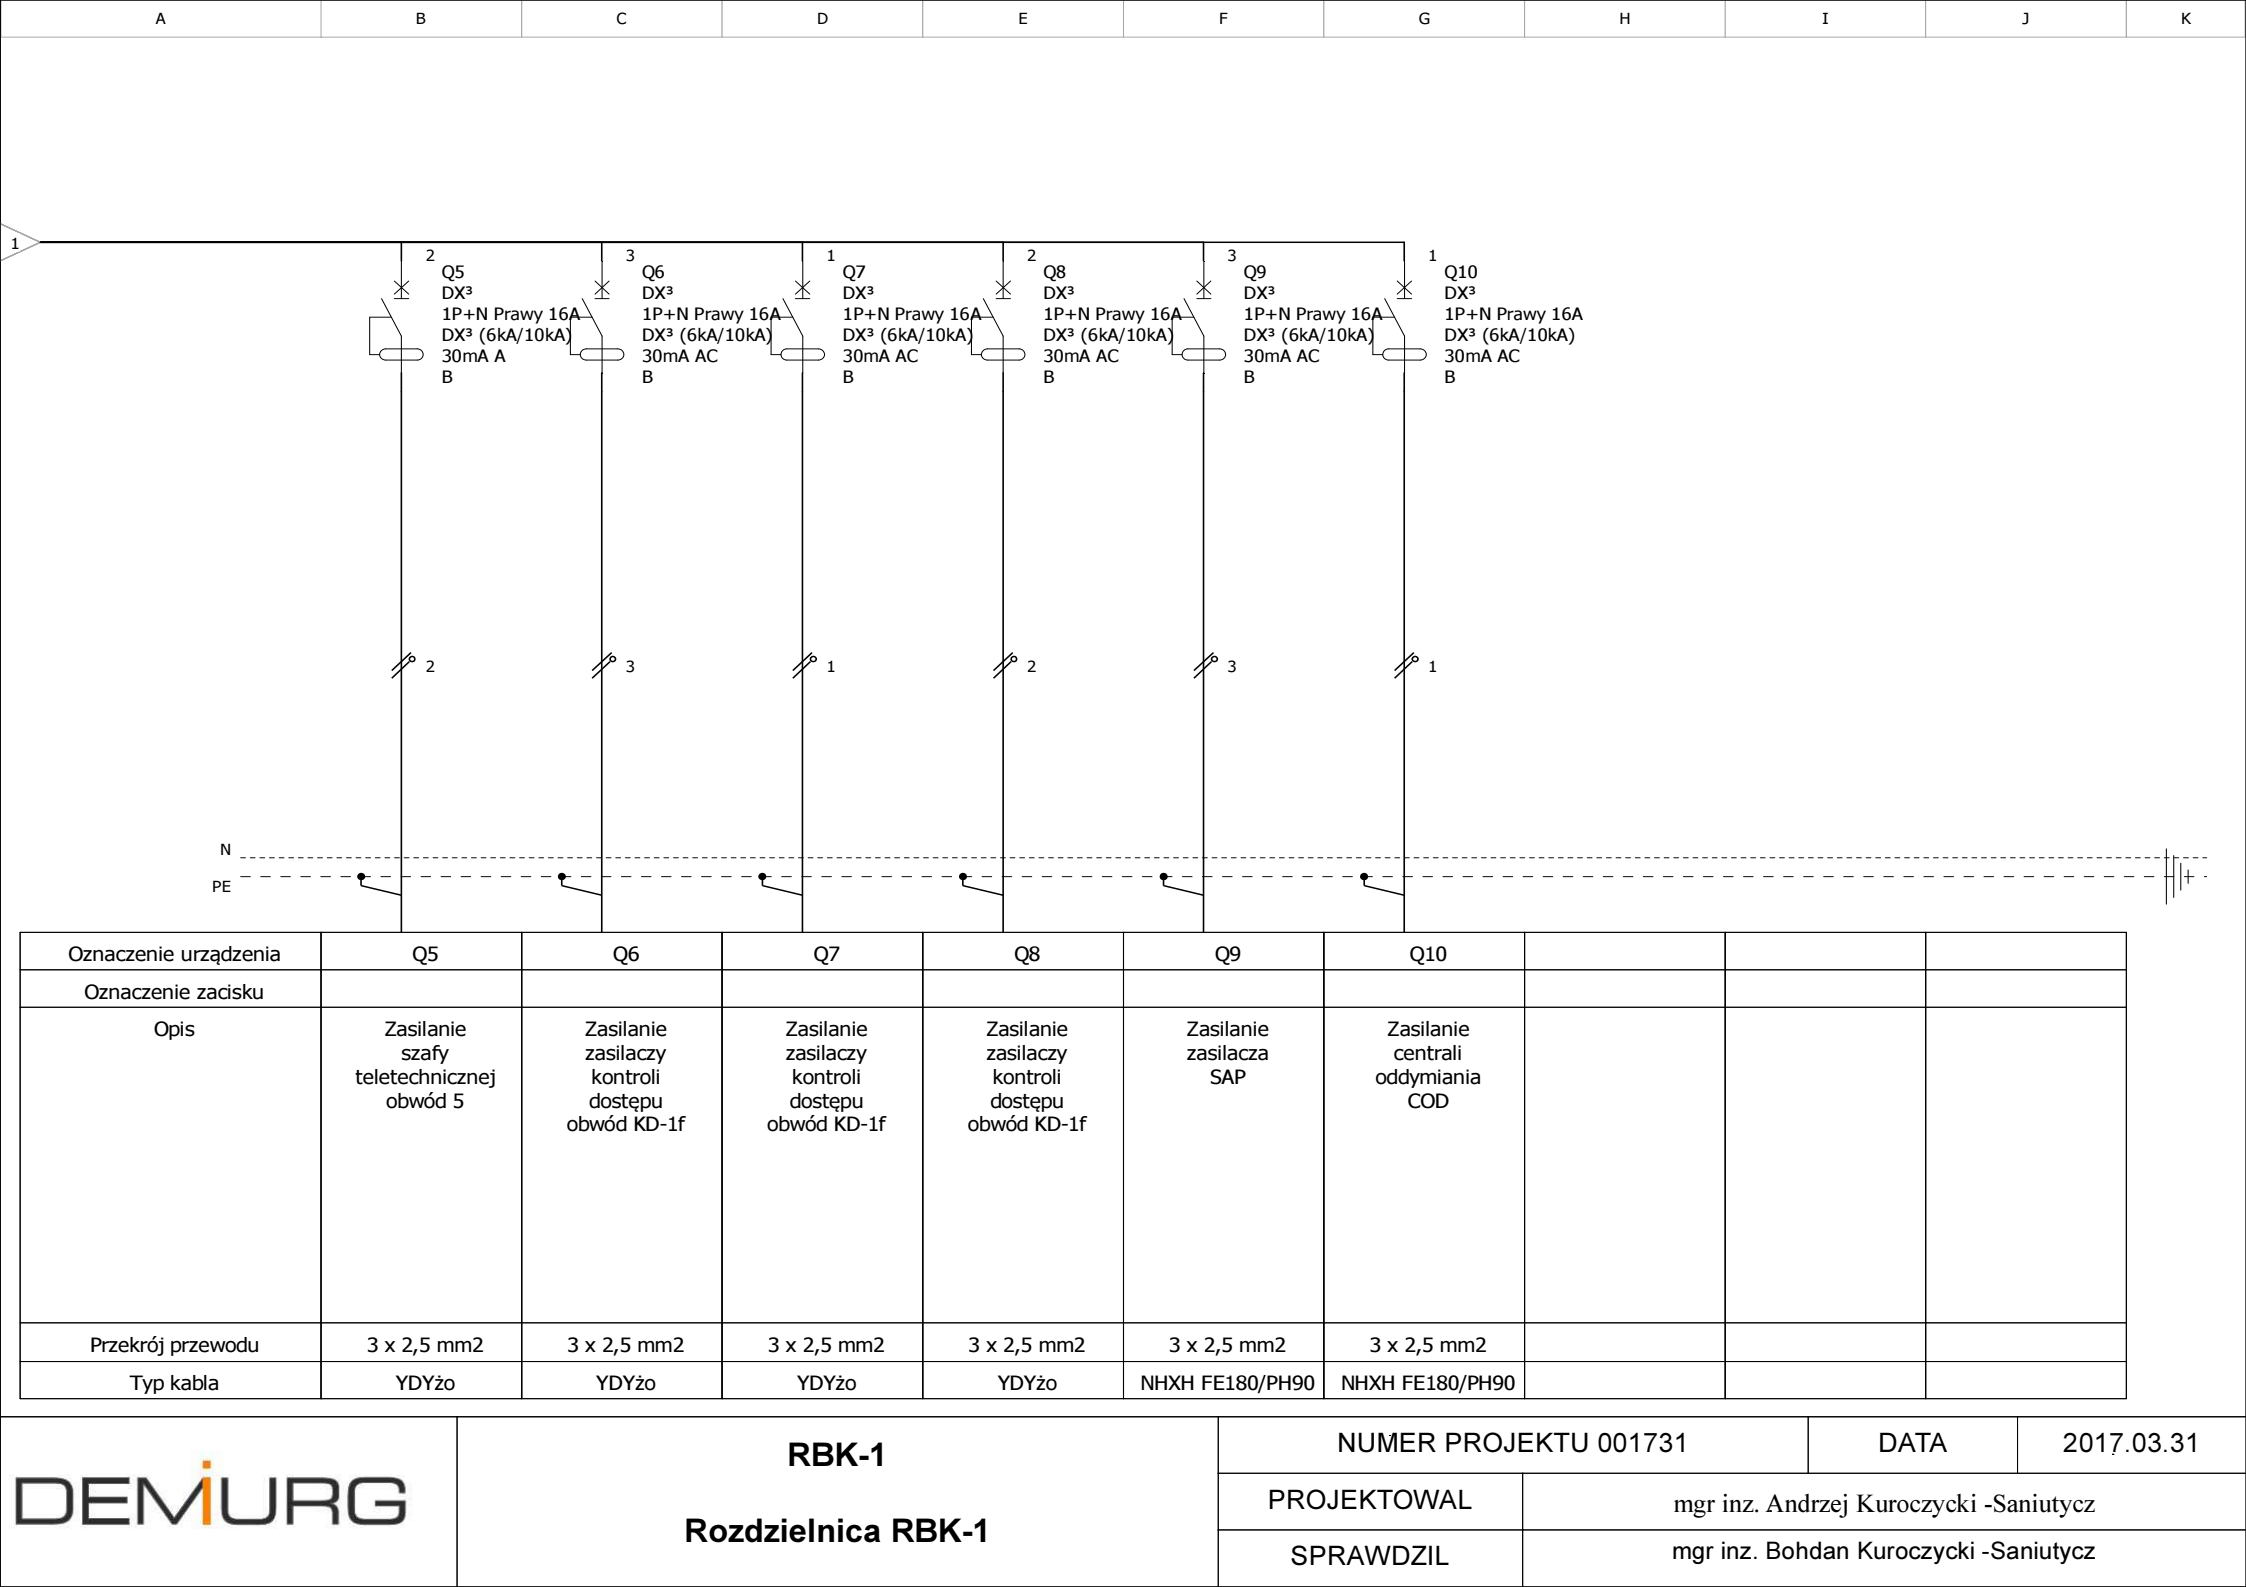 A B C D E F G H I J K
1
2 3 1 2 3 1
Q5
DX³
1P+N Prawy 16A
DX³ (6kA/10kA)
30mA A
B
Q6
DX³
1P+N Prawy 16A
DX³ (6kA/10kA)
30mA AC
B
Q7
DX³
1P+N Prawy 16A
DX³ (6kA/10kA)
30mA AC
B
Q8
DX³
1P+N Prawy 16A
DX³ (6kA/10kA)
30mA AC
B
Q9
DX³
1P+N Prawy 16A
DX³ (6kA/10kA)
30mA AC
B
Q10
DX³
1P+N Prawy 16A
DX³ (6kA/10kA)
30mA AC
B
2 3 1 2 3 1
N
PE
Oznaczenie urządzenia Q5 Q6 Q7 Q8 Q9 Q10
Oznaczenie zacisku
Opis
Zasilanie
szafy
teletechnicznej
obwód 5
Zasilanie
zasilaczy
kontroli
dostępu
obwód KD-1f
Zasilanie
zasilaczy
kontroli
dostępu
obwód KD-1f
Zasilanie
zasilaczy
kontroli
dostępu
obwód KD-1f
Zasilanie
zasilacza
SAP
Zasilanie
centrali
oddymiania
COD
Przekrój przewodu 3 x 2,5 mm2 3 x 2,5 mm2 3 x 2,5 mm2 3 x 2,5 mm2 3 x 2,5 mm2 3 x 2,5 mm2
Typ kabla YDYżo YDYżo YDYżo YDYżo NHXH FE180/PH90 NHXH FE180/PH90
DEMIURG
RBK-1
Rozdzielnica RBK-1
NUMER PROJEKTU 001731 DATA 2017.03.31
PROJEKTOWAL mgr inz. Andrzej Kuroczycki -Saniutycz
SPRAWDZIL mgr inz. Bohdan Kuroczycki -Saniutycz